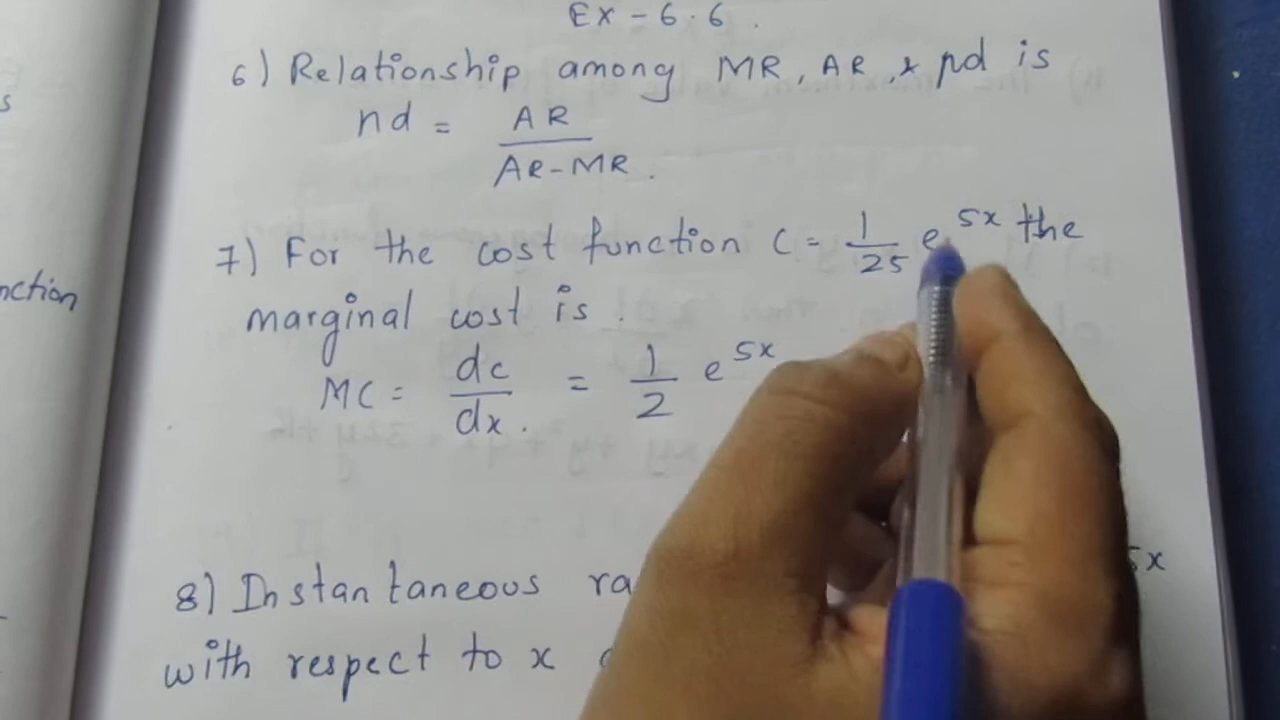 Ex - 6.6.
6) Relationship among MR, AR, & ηd is
ηd = AR / AR-MR.
7) For the cost function C = 1/25 e^5x the
marginal cost is.
MC = dc/dx. = 1/2 e^5x
8) Instantaneous
with respect to x
nction